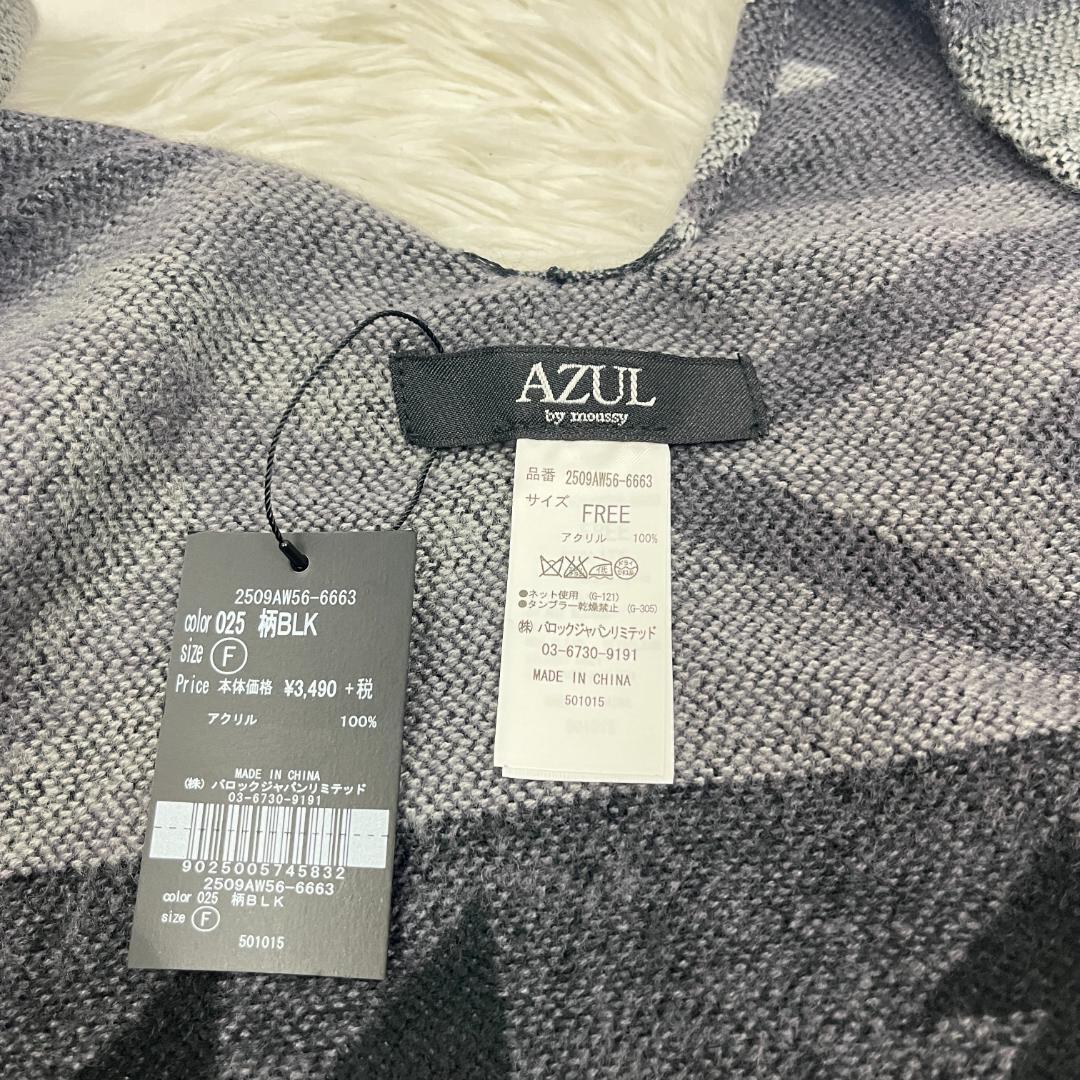 AZUL
by moussy
品番 2509AW56-6663
サイズ FREE
アクリル 100%
ドライ
●ネット使用 (G-121)
●タンブラー乾燥禁止 (G-305)
㈱バロックジャパンリミテッド
03-6730-9191
MADE IN CHINA
501015
2509AW56-6663
color 025 柄BLK
size F
Price 本体価格 ¥3,490 +税
アクリル 100%
MADE IN CHINA
(株) バロックジャパンリミテッド
03-6730-9191
9025005745832
2509AW56-6663
color 025 柄BLK
size F
501015